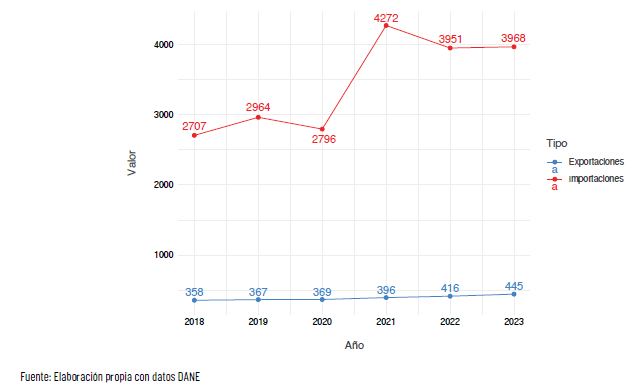 4272
4000
3951
3968
3000
2964
2707
2796
Valor
2000
1000
358
367
369
396
416
445
2018
2019
2020
2021
2022
2023
Año
Tipo
a
Exportaciones
a
Importaciones
Fuente: Elaboración propia con datos DANE